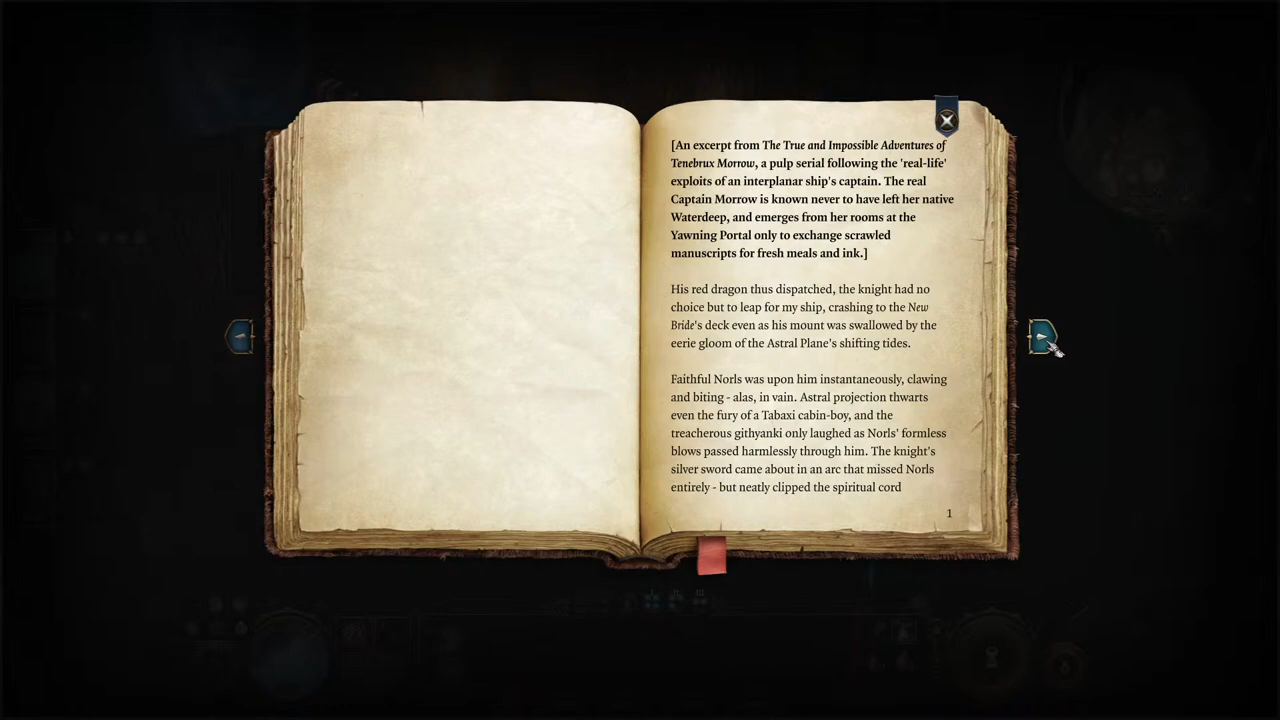 [An excerpt from The True and Impossible Adventures of
Tenebrux Morrow, a pulp serial following the 'real-life'
exploits of an interplanar ship's captain. The real
Captain Morrow is known never to have left her native
Waterdeep, and emerges from her rooms at the
Yawning Portal only to exchange scrawled
manuscripts for fresh meals and ink.]
His red dragon thus dispatched, the knight had no
choice but to leap for my ship, crashing to the New
Bride's deck even as his mount was swallowed by the
eerie gloom of the Astral Plane's shifting tides.
Faithful Norls was upon him instantaneously, clawing
and biting - alas, in vain. Astral projection thwarts
even the fury of a Tabaxi cabin-boy, and the
treacherous githyanki only laughed as Norls' formless
blows passed harmlessly through him. The knight's
silver sword came about in an arc that missed Norls
entirely - but neatly clipped the spiritual cord
1